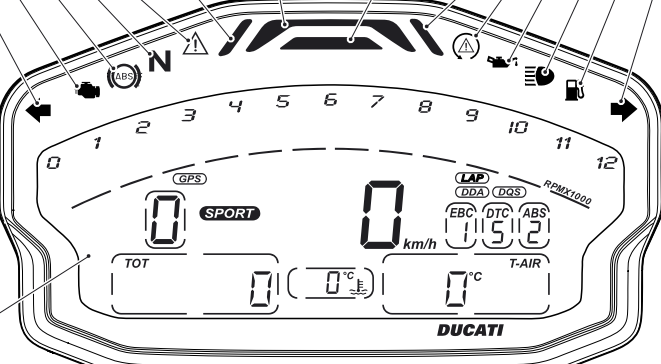 ABS
N
0 1 2 3 4 5 6 7 8 9 10 11 12
RPMX1000
GPS
LAP
DDA DQS
0 SPORT 0 km/h
EBC DTC ABS
1 5 2
TOT 0
0 °C
T-AIR
0 °C
DUCATI